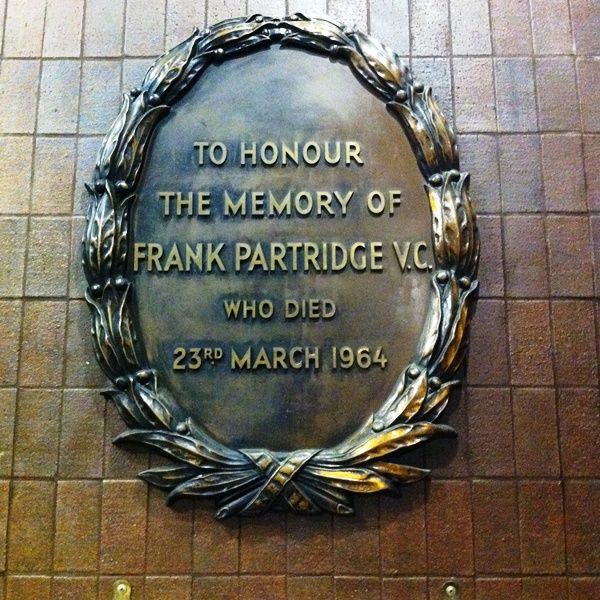 TO HONOUR
THE MEMORY OF
FRANK PARTRIDGE V.C.
WHO DIED
23RD MARCH 1964